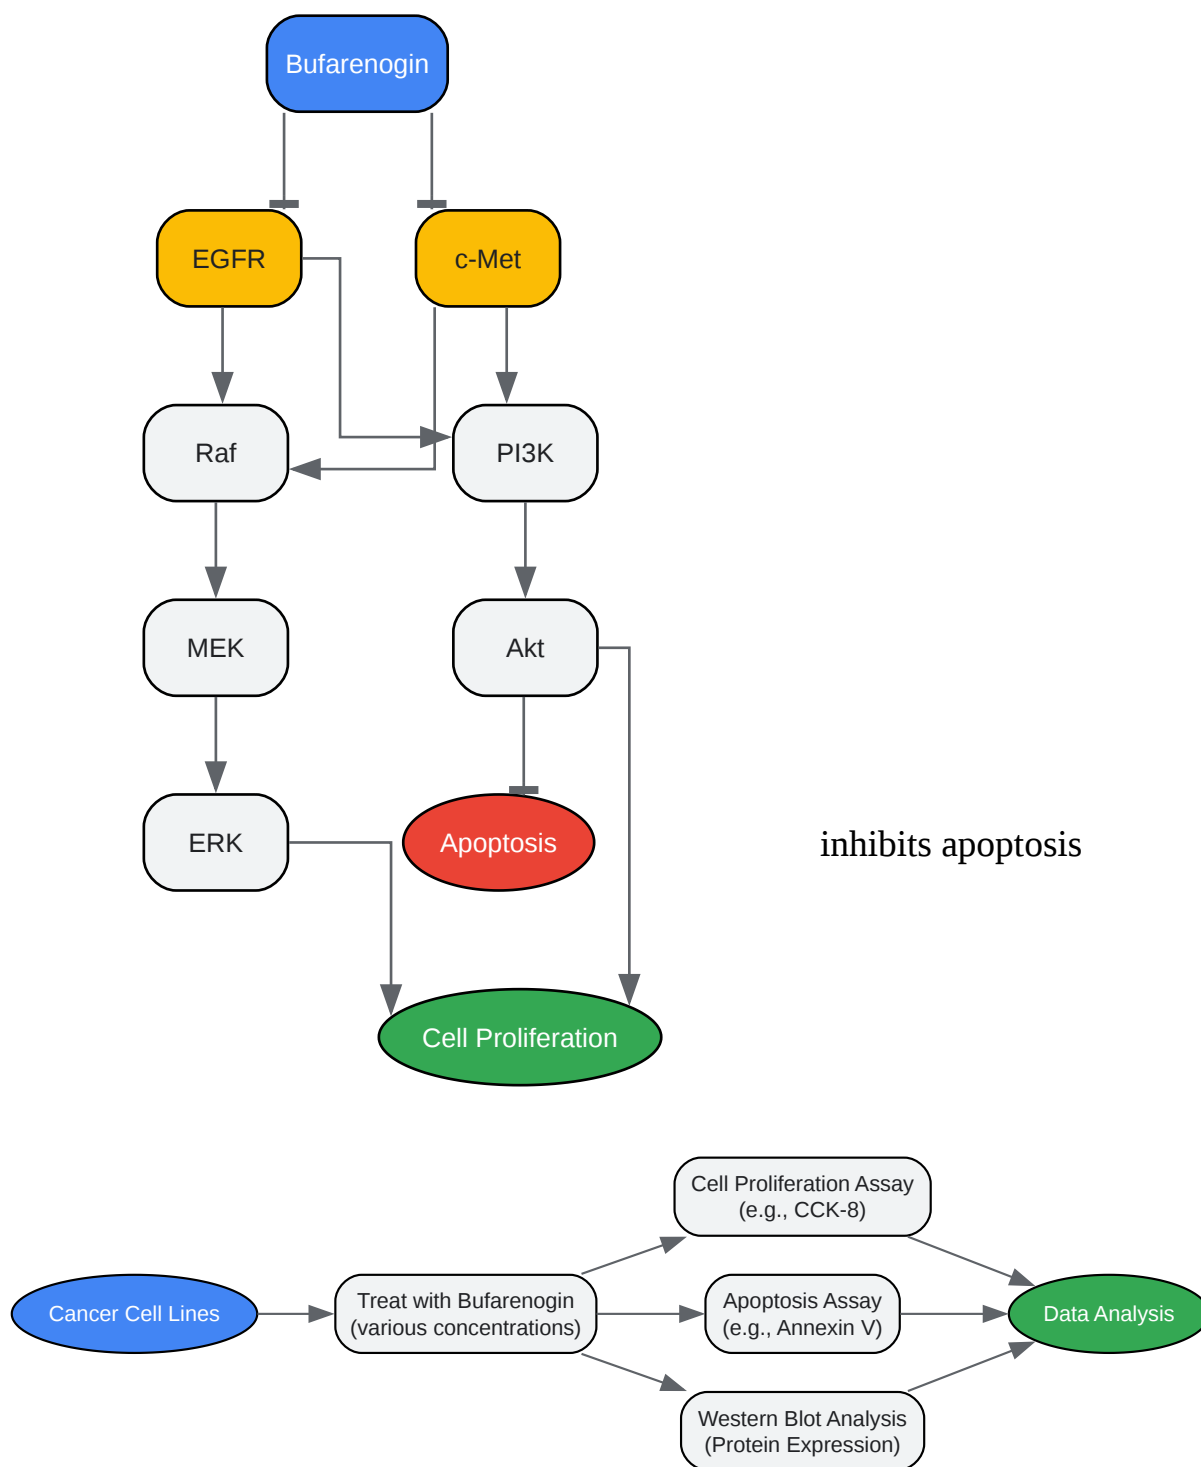 Bufarenogin
EGFR
c-Met
Raf
PI3K
MEK
Akt
ERK
Apoptosis
inhibits apoptosis
Cell Proliferation
Cell Proliferation Assay
(e.g., CCK-8)
Cancer Cell Lines
Treat with Bufarenogin
(various concentrations)
Apoptosis Assay
(e.g., Annexin V)
Data Analysis
Western Blot Analysis
(Protein Expression)